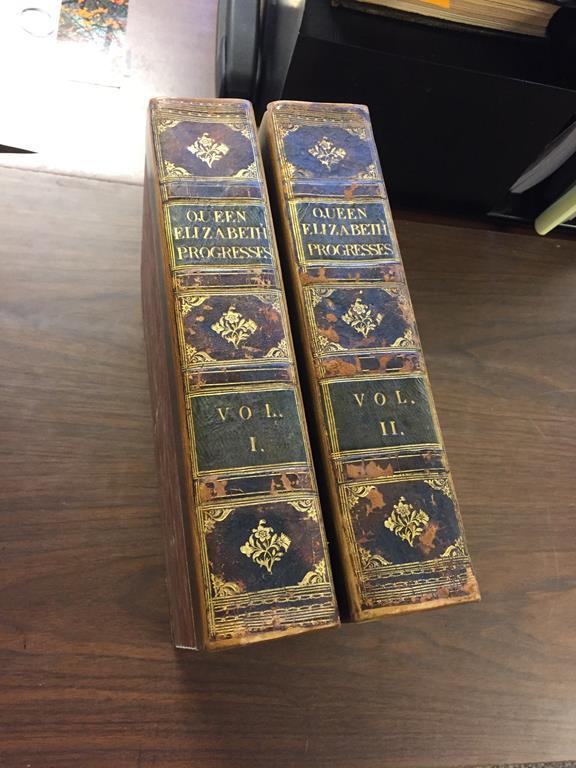 QUEEN
ELIZABETH
PROGRESSES
VOL.
I.
QUEEN
ELIZABETH
PROGRESSES
VOL.
II.